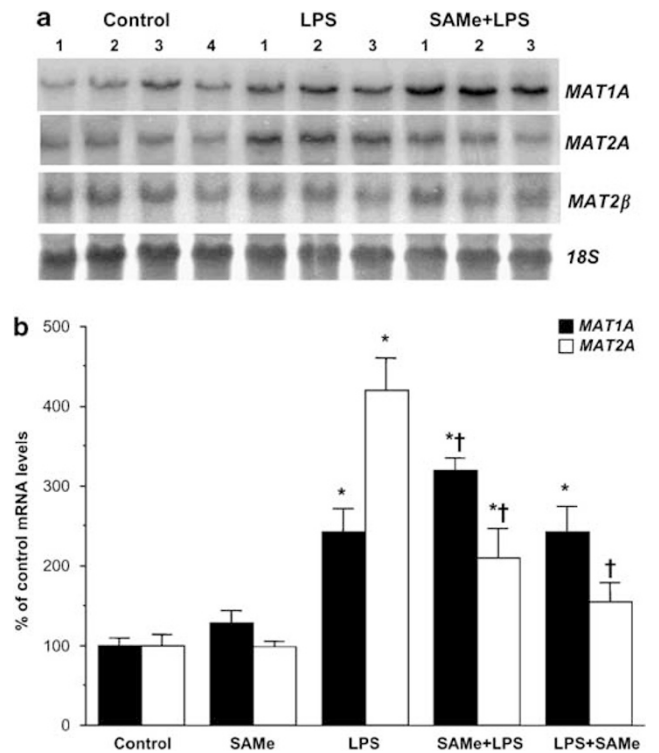 a Control LPS SAMe+LPS
1 2 3 4 1 2 3 1 2 3
MAT1A
MAT2A
MAT2β
18S
b
500
400
300
200
100
0
% of control mRNA levels
MAT1A
MAT2A
*
*
*†
*†
*
†
Control SAMe LPS SAMe+LPS LPS+SAMe